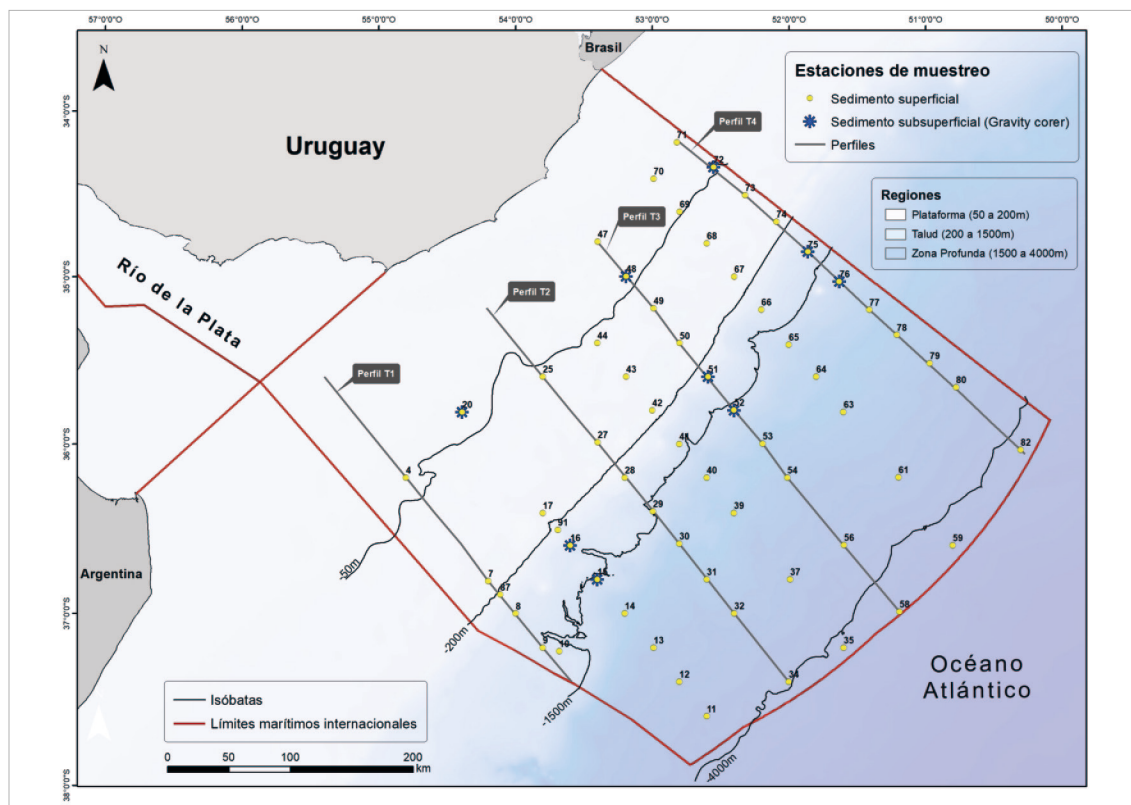 57°0'0"O 56°0'0"O 55°0'0"O 54°0'0"O 53°0'0"O 52°0'0"O 51°0'0"O 50°0'0"O
N
Brasil
Estaciones de muestreo
Sedimento superficial
Sedimento subsuperficial (Gravity corer)
Perfiles
34°0'0"S
Uruguay
71
Perfil T4
72
70
73
Regiones
Plataforma (50 a 200m)
Talud (200 a 1500m)
Zona Profunda (1500 a 4000m)
69
74
47
Perfil T3
68
75
35°0'0"S
48
67
76
Río de la Plata
Perfil T2
49
66
77
44
50
65
78
Perfil T1
25
43
51
64
79
80
20
42
52
63
36°0'0"S
27
53
82
4
28
40
54
61
17
29
39
91
16
30
56
59
Argentina
-50m
7
15
31
37
87
37°0'0"S
8
14
32
58
-200m
9
10
13
35
Océano
Atlántico
12
34
Isóbatas
Límites marítimos internacionales
-1500m
11
0 50 100 200
km
-4000m
38°0'0"S